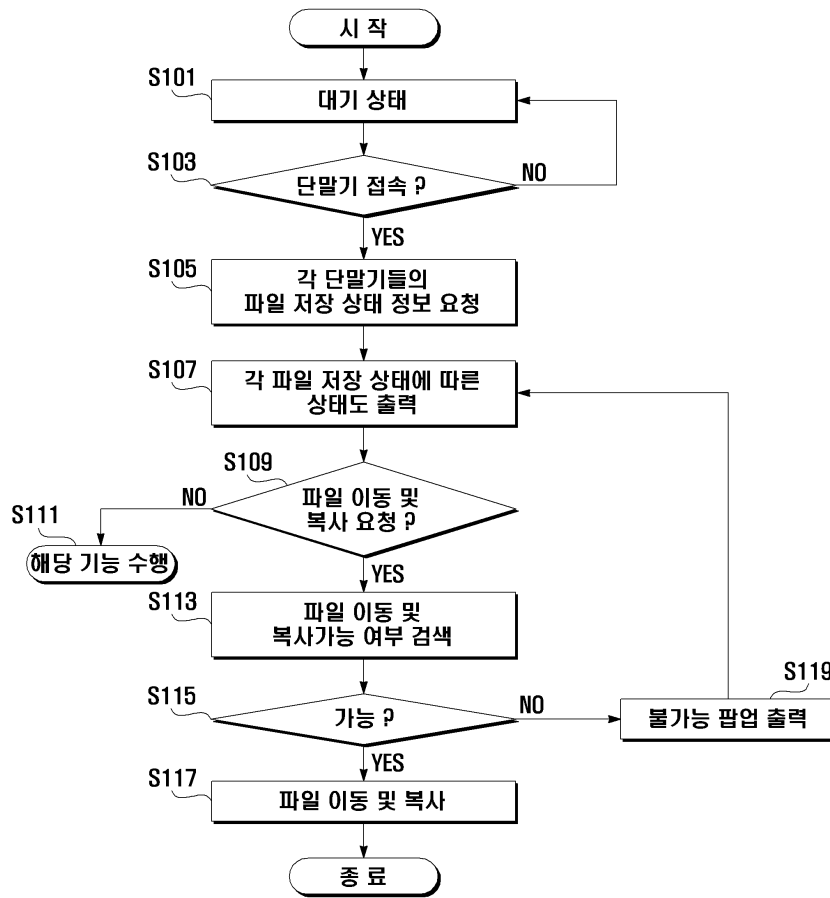 시 작
S101
대기 상태
S103
단말기 접속 ?
NO
YES
S105
각 단말기들의
파일 저장 상태 정보 요청
S107
각 파일 저장 상태에 따른
상태도 출력
S109
파일 이동 및
복사 요청 ?
NO
S111
해당 기능 수행
YES
S113
파일 이동 및
복사가능 여부 검색
S115
가능 ?
NO
S119
불가능 팝업 출력
YES
S117
파일 이동 및 복사
종 료